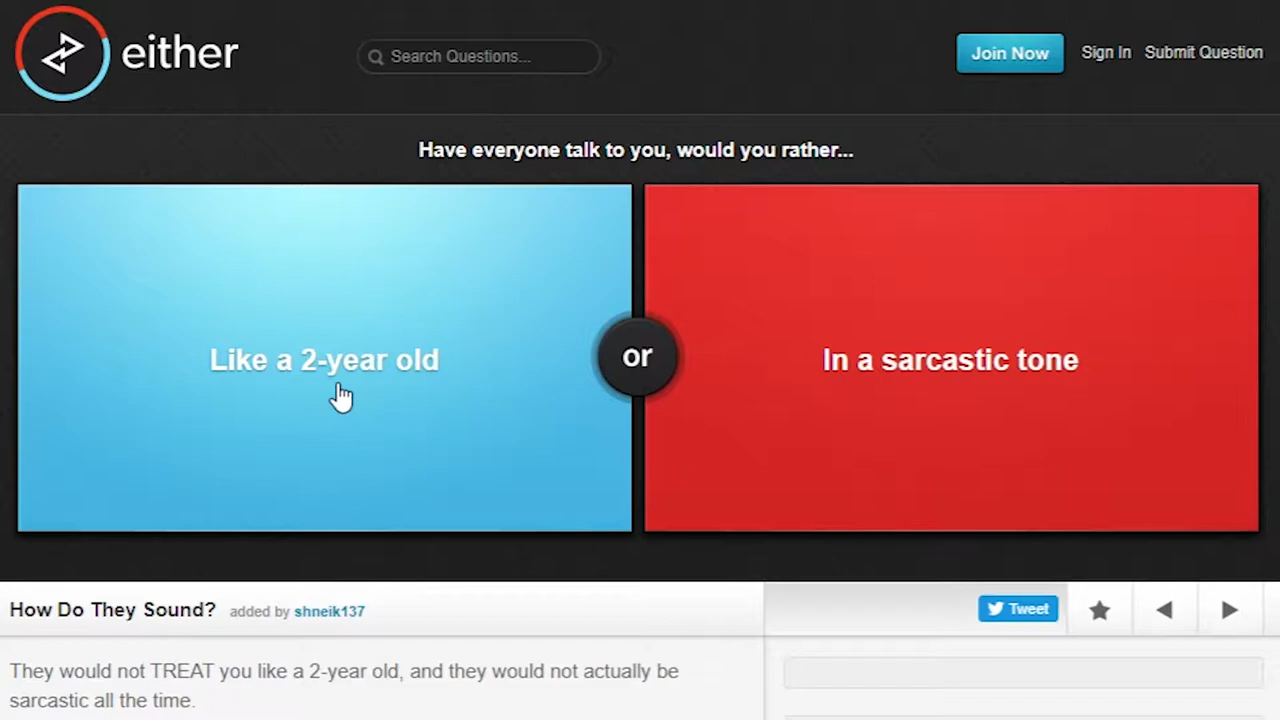 either
Search Questions...
Join Now
Sign In
Submit Question
Have everyone talk to you, would you rather...
Like a 2-year old
or
In a sarcastic tone
How Do They Sound?
added by shneik137
Tweet
They would not TREAT you like a 2-year old, and they would not actually be
sarcastic all the time.